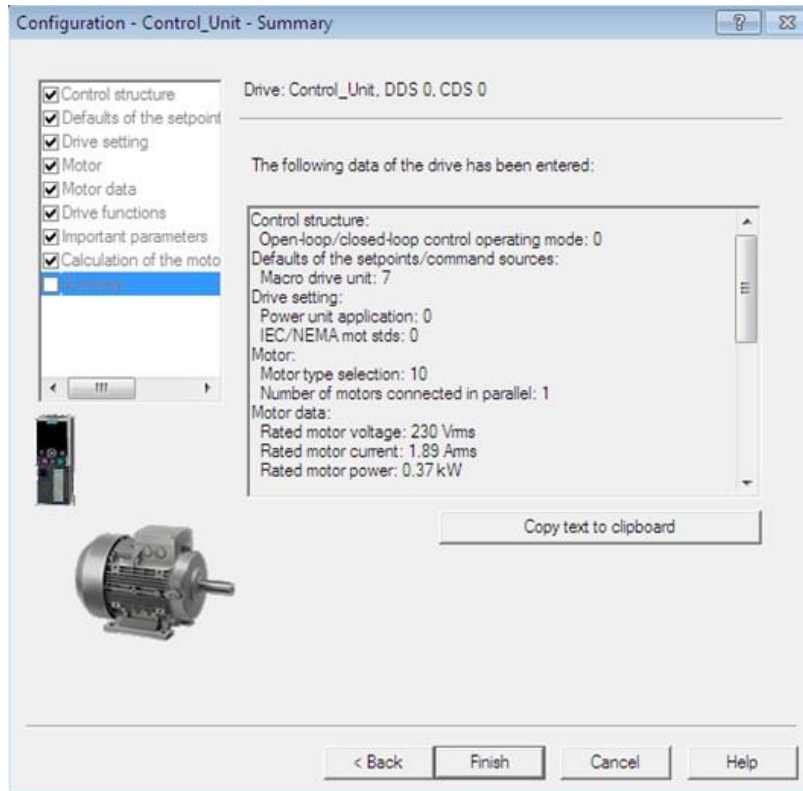 Configuration - Control_Unit - Summary
Control structure
Defaults of the setpoint
Drive setting
Motor
Motor data
Drive functions
Important parameters
Calculation of the moto
Summary
Drive: Control_Unit, DDS 0, CDS 0
The following data of the drive has been entered:
Control structure:
Open-loop/closed-loop control operating mode: 0
Defaults of the setpoints/command sources:
Macro drive unit: 7
Drive setting:
Power unit application: 0
IEC/NEMA mot stds: 0
Motor:
Motor type selection: 10
Number of motors connected in parallel: 1
Motor data:
Rated motor voltage: 230 Vrms
Rated motor current: 1.89 Arms
Rated motor power: 0.37 kW
Copy text to clipboard
< Back
Finish
Cancel
Help